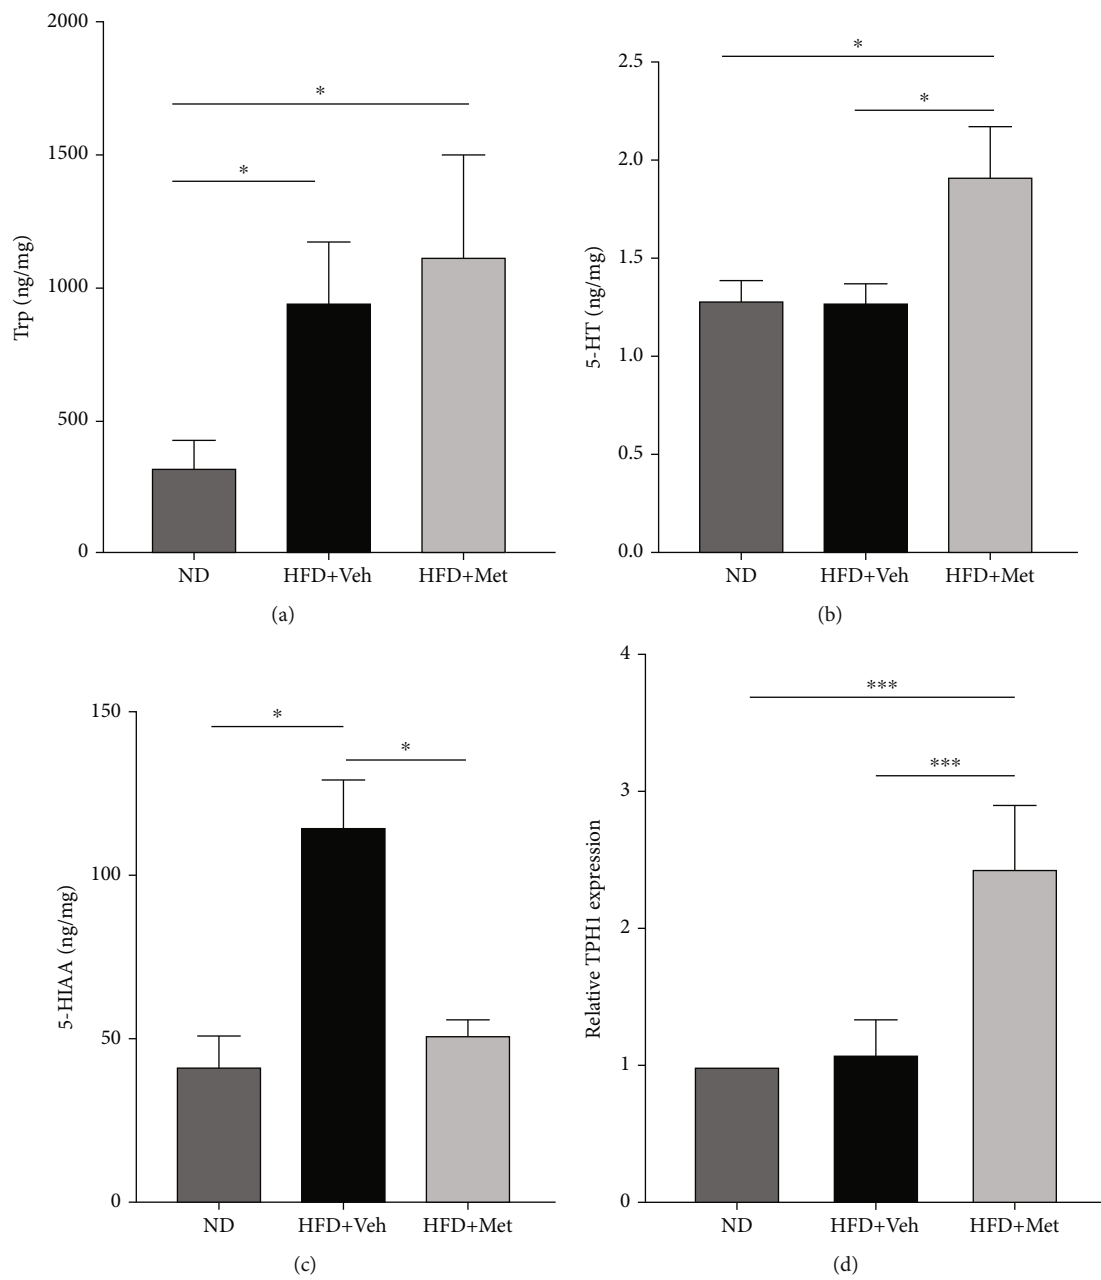 2000
1500
1000
500
0
Trp (ng/mg)
*
*
ND HFD+Veh HFD+Met
(a)
2.5
2.0
1.5
1.0
0.5
0.0
5-HT (ng/mg)
*
*
ND HFD+Veh HFD+Met
(b)
150
100
50
0
5-HIAA (ng/mg)
*
*
ND HFD+Veh HFD+Met
(c)
4
3
2
1
0
Relative TPH1 expression
***
***
ND HFD+Veh HFD+Met
(d)